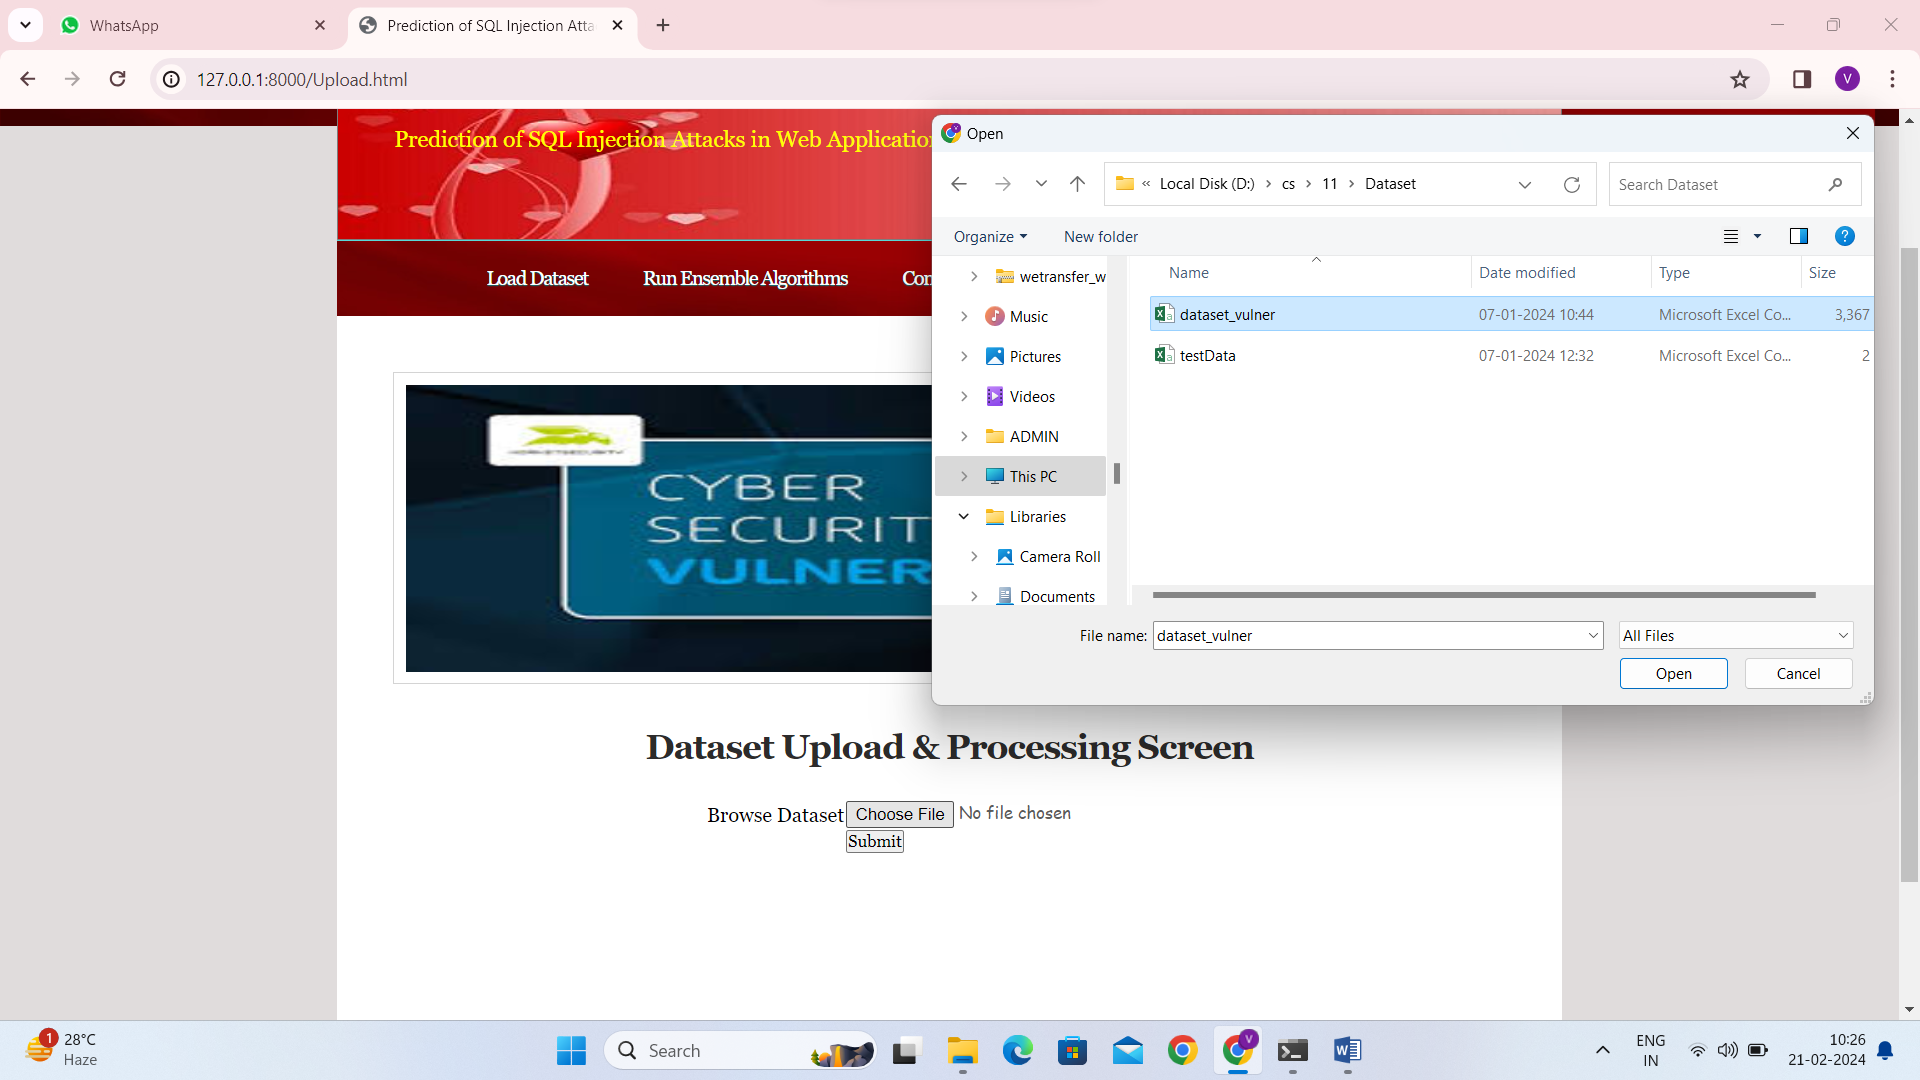 WhatsApp
Prediction of SQL Injection Atta
127.0.0.1:8000/Upload.html
V
Prediction of SQL Injection Attacks in Web Application
Load Dataset Run Ensemble Algorithms Con
CYBER
SECURIT
VULNER
Open
« Local Disk (D:) > cs > 11 > Dataset
Search Dataset
Organize New folder
wetransfer_w
Music
Pictures
Videos
ADMIN
This PC
Libraries
Camera Roll
Documents
Name Date modified Type Size
dataset_vulner 07-01-2024 10:44 Microsoft Excel Co... 3,367
testData 07-01-2024 12:32 Microsoft Excel Co... 2
File name: dataset_vulner All Files
Open Cancel
Dataset Upload & Processing Screen
Browse Dataset Choose File No file chosen
Submit
1
28°C
Haze
Search
V
ENG
IN
10:26
21-02-2024